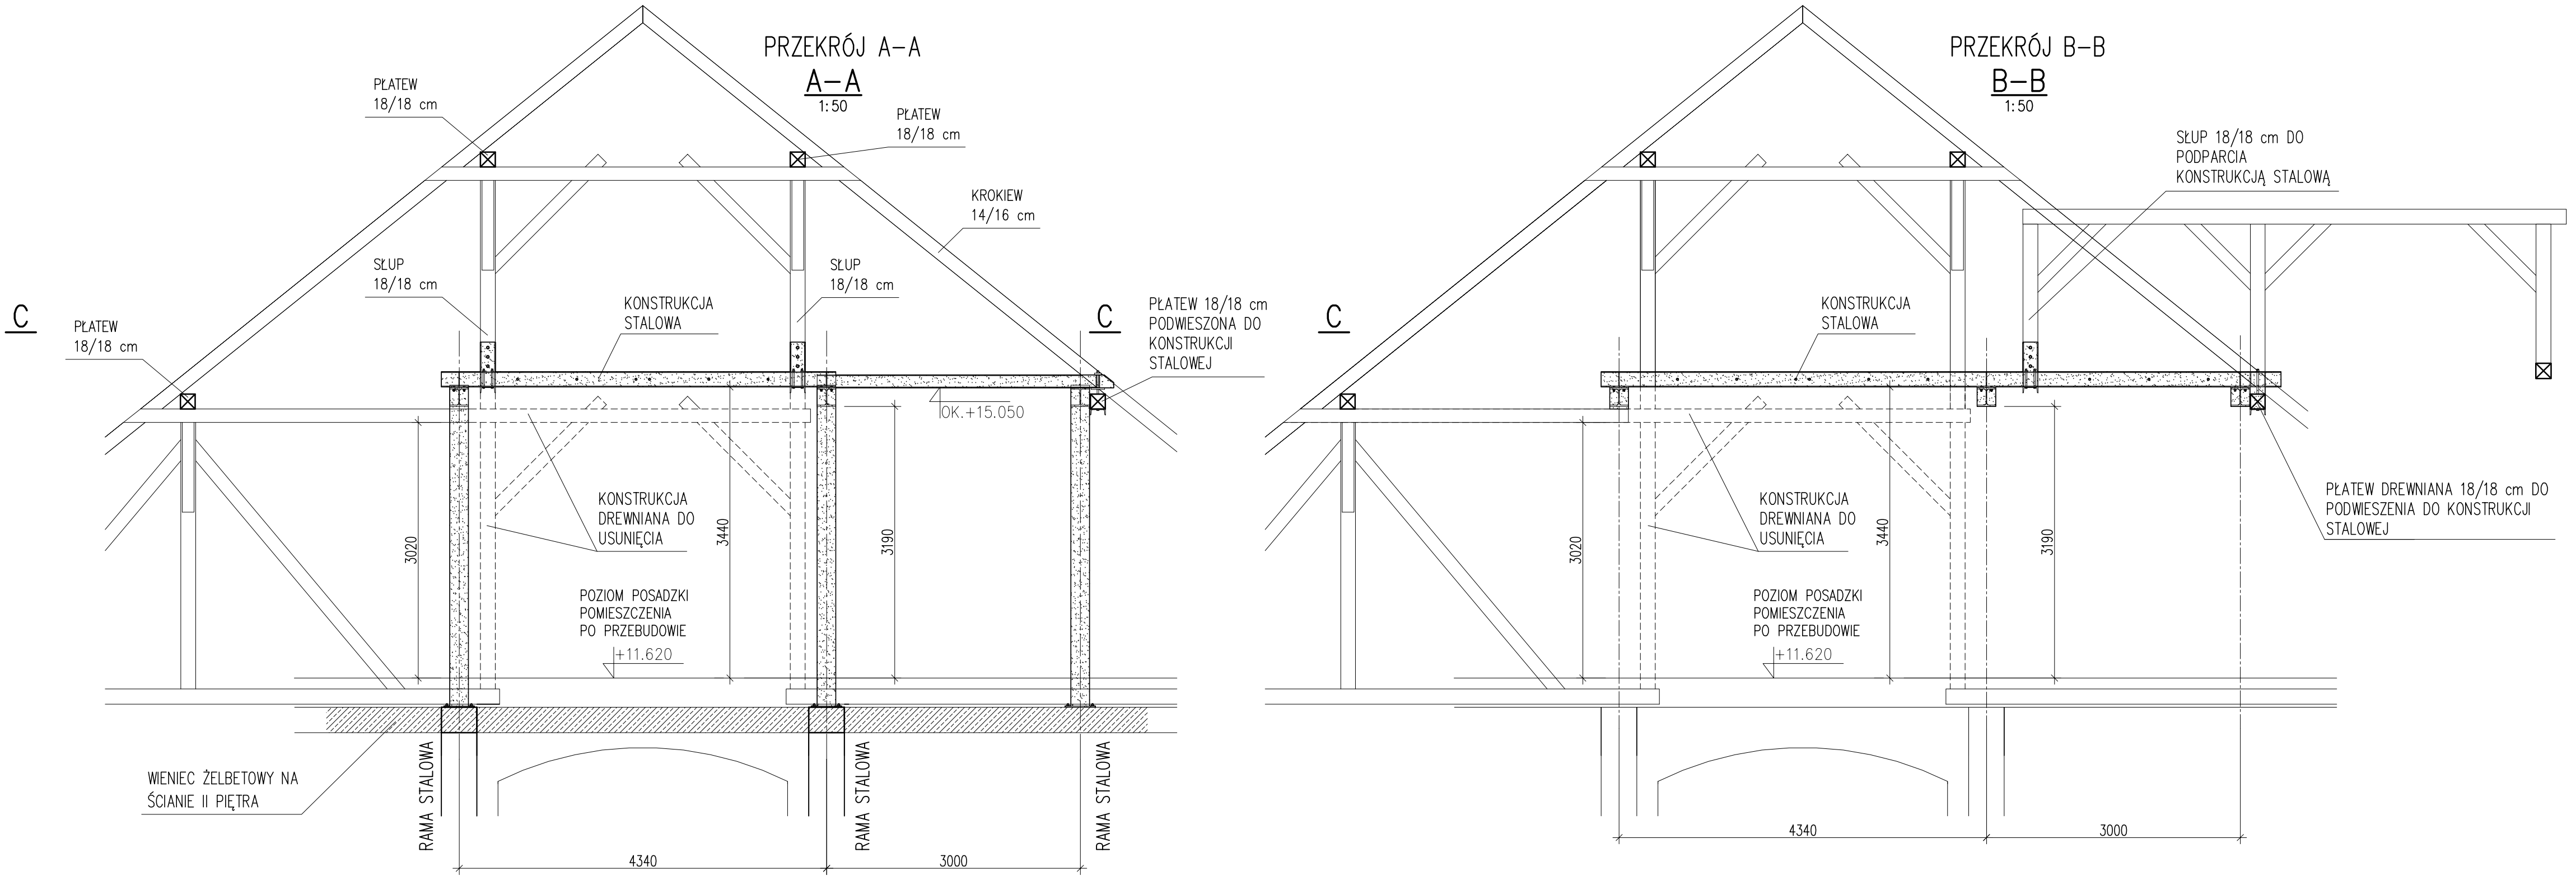 PRZEKRÓJ A-A
A-A
1:50
PŁATEW
18/18 cm
PŁATEW
18/18 cm
KROKIEW
14/16 cm
SŁUP
18/18 cm
SŁUP
18/18 cm
KONSTRUKCJA
STALOWA
C
C
PŁATEW
18/18 cm
PŁATEW 18/18 cm
PODWIESZONA DO
KONSTRUKCJI
STALOWEJ
OK.+15.050
KONSTRUKCJA
DREWNIANA DO
USUNIĘCIA
3020
3440
3190
POZIOM POSADZKI
POMIESZCZENIA
PO PRZEBUDOWIE
+11.620
WIENIEC ŻELBETOWY NA
ŚCIANIE II PIĘTRA
RAMA STALOWA
RAMA STALOWA
RAMA STALOWA
4340
3000
PRZEKRÓJ B-B
B-B
1:50
SŁUP 18/18 cm DO
PODPARCIA
KONSTRUKCJĄ STALOWĄ
C
KONSTRUKCJA
STALOWA
PŁATEW DREWNIANA 18/18 cm DO
PODWIESZENIA DO KONSTRUKCJI
STALOWEJ
KONSTRUKCJA
DREWNIANA DO
USUNIĘCIA
3020
3440
3190
POZIOM POSADZKI
POMIESZCZENIA
PO PRZEBUDOWIE
+11.620
4340
3000